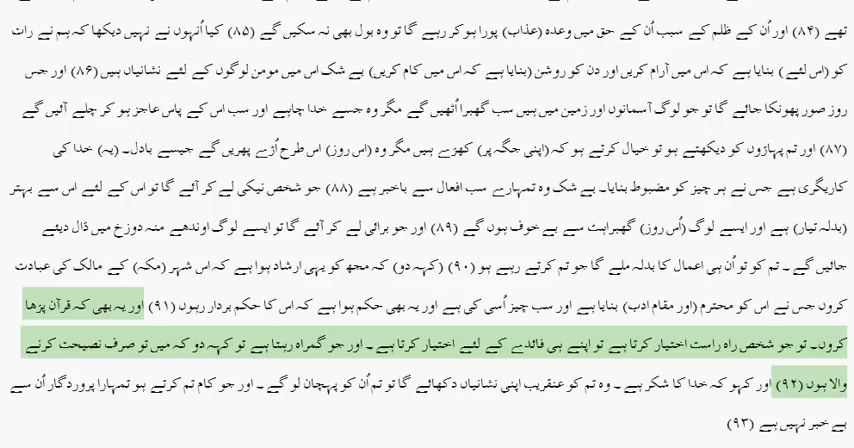 تھے (۸۴) اور اُن کے ظلم کے سبب اُن کے حق میں وعدہ (عذاب) پورا ہوکر رہے گا تو وہ بول بھی نہ سکیں گے (۸۵) کیا اُنہوں نے نہیں دیکھا کہ ہم نے رات
کو (اس لئے) بنایا ہے کہ اس میں آرام کریں اور دن کو روشن (بنایا ہے کہ اس میں کام کریں) بے شک اس میں مومن لوگوں کے لئے نشانیاں ہیں (۸۶) اور جس
روز صور پھونکا جائے گا تو جو لوگ آسمانوں اور زمین میں ہیں سب گھبرا اُٹھیں گے مگر وہ جسے خدا چاہے اور سب اس کے پاس عاجز ہو کر چلے آئیں گے
(۸۷) اور تم پہاڑوں کو دیکھتے ہو تو خیال کرتے ہو کہ (اپنی جگہ پر) کھڑے ہیں مگر وہ (اس روز) اس طرح اُڑے پھریں گے جیسے بادل۔ (یہ) خدا کی
کاریگری ہے جس نے ہر چیز کو مضبوط بنایا۔ بے شک وہ تمہارے سب افعال سے باخبر ہے (۸۸) جو شخص نیکی لے کر آئے گا تو اس کے لئے اس سے بہتر
(بدلہ تیار) ہے اور ایسے لوگ (اُس روز) گھبراہٹ سے بے خوف ہوں گے (۸۹) اور جو برائی لے کر آئے گا تو ایسے لوگ اوندھے منہ دوزخ میں ڈال دیئے
جائیں گے۔ تم کو تو اُن ہی اعمال کا بدلہ ملے گا جو تم کرتے رہے ہو (۹۰) (کہہ دو) کہ مجھ کو یہی ارشاد ہوا ہے کہ اس شہر (مکہ) کے مالک کی عبادت
کروں جس نے اس کو محترم (اور مقام ادب) بنایا ہے اور سب چیز اُسی کی ہے اور یہ بھی حکم ہوا ہے کہ اس کا حکم بردار رہوں (۹۱) اور یہ بھی کہ قرآن پڑھا
کروں۔ تو جو شخص راہ راست اختیار کرتا ہے تو اپنے ہی فائدے کے لئے اختیار کرتا ہے۔ اور جو گمراہ رہتا ہے تو کہہ دو کہ میں تو صرف نصیحت کرنے
والا ہوں (۹۲) اور کہو کہ خدا کا شکر ہے۔ وہ تم کو عنقریب اپنی نشانیاں دکھائے گا تو تم اُن کو پہچان لو گے۔ اور جو کام تم کرتے ہو تمہارا پروردگار اُن سے
بے خبر نہیں ہے (۹۳)